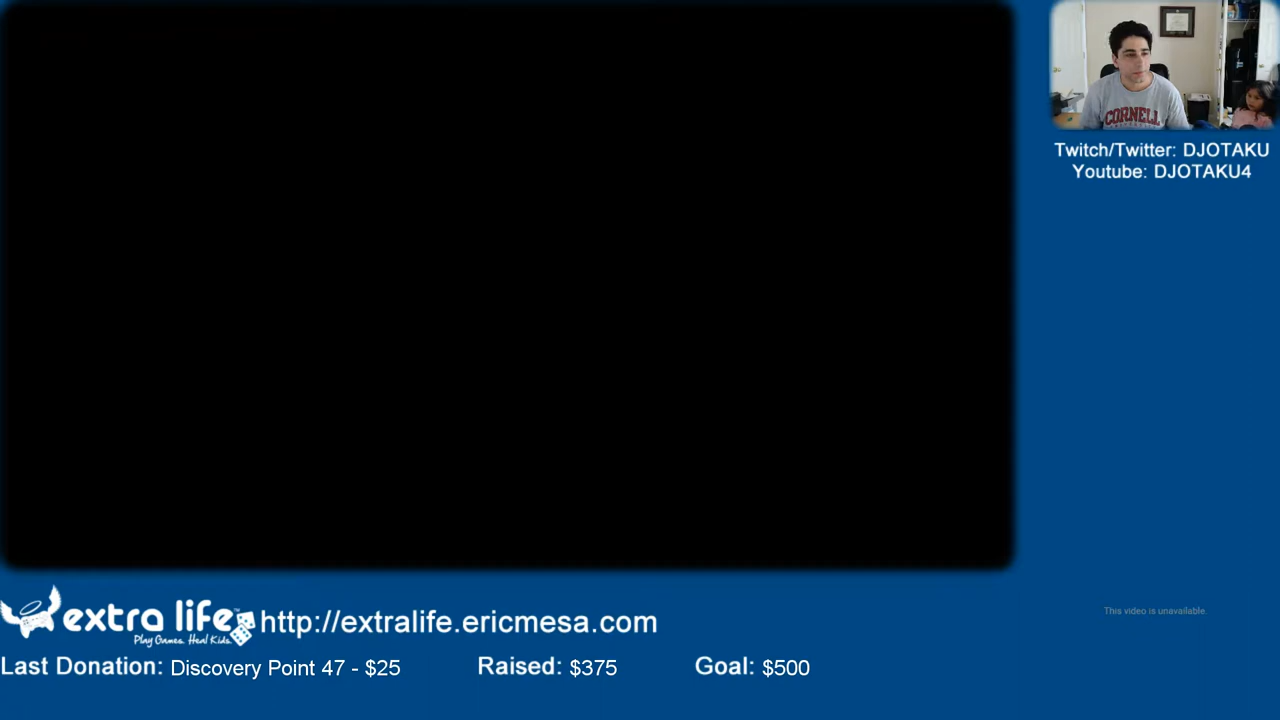 CORNELL
Twitch/Twitter: DJOTAKU
Youtube: DJOTAKU4
This video is unavailable.
extra life
Play Games. Heal Kids.
http://extralife.ericmesa.com
Last Donation: Discovery Point 47 - $25 Raised: $375 Goal: $500